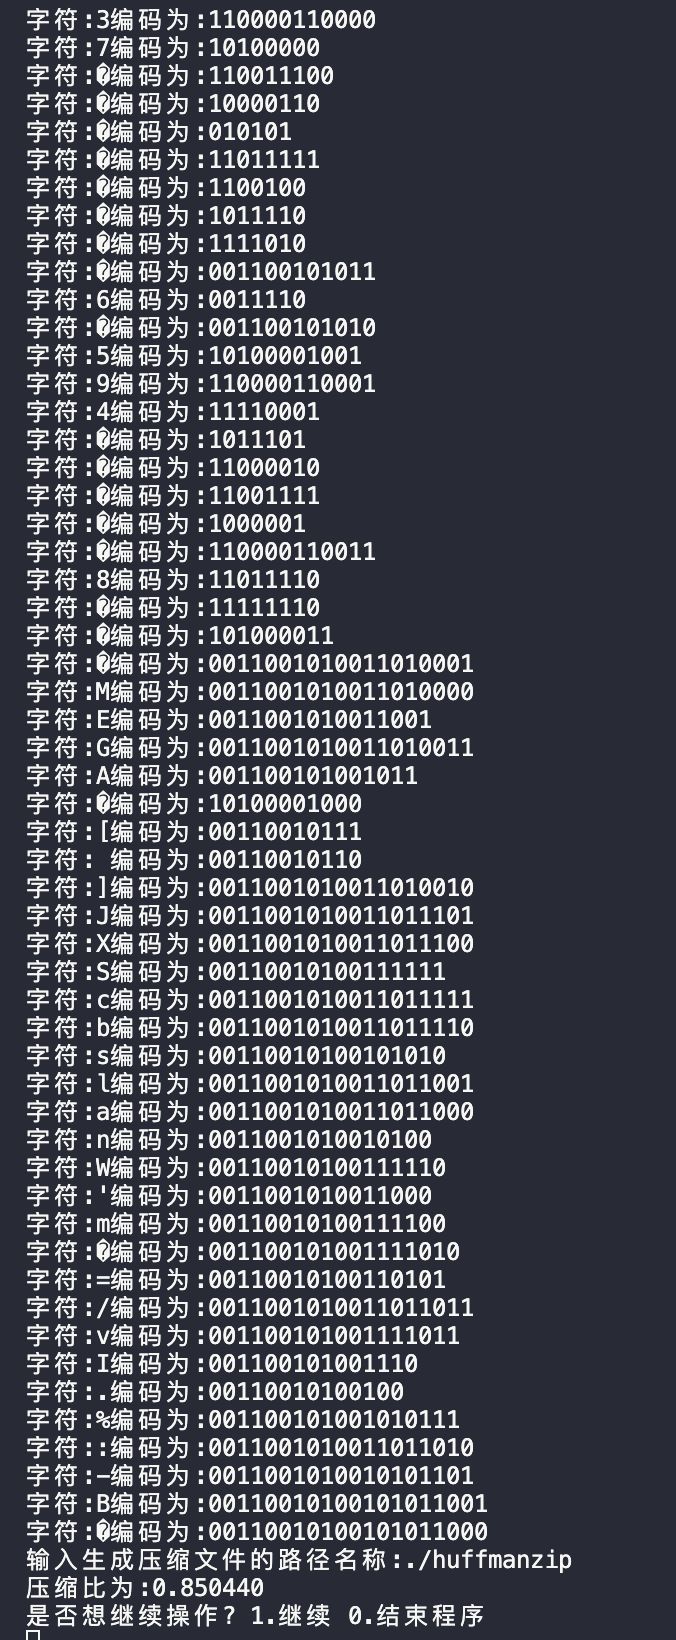 字符:3编码为:110000110000
字符:7编码为:10100000
字符:�编码为:110011100
字符:�编码为:10000110
字符:�编码为:010101
字符:�编码为:11011111
字符:�编码为:1100100
字符:�编码为:1011110
字符:�编码为:1111010
字符:�编码为:001100101011
字符:6编码为:0011110
字符:�编码为:001100101010
字符:5编码为:10100001001
字符:9编码为:110000110001
字符:4编码为:11110001
字符:�编码为:1011101
字符:�编码为:11000010
字符:�编码为:11001111
字符:�编码为:1000001
字符:�编码为:110000110011
字符:8编码为:11011110
字符:�编码为:11111110
字符:�编码为:101000011
字符:�编码为:0011001010011010001
字符:M编码为:0011001010011010000
字符:E编码为:0011001010011001
字符:G编码为:0011001010011010011
字符:A编码为:001100101001011
字符:�编码为:10100001000
字符:[编码为:00110010111
字符: 编码为:00110010110
字符:]编码为:0011001010011010010
字符:J编码为:0011001010011011101
字符:X编码为:0011001010011011100
字符:S编码为:00110010100111111
字符:c编码为:0011001010011011111
字符:b编码为:0011001010011011110
字符:s编码为:00110010100101010
字符:l编码为:0011001010011011001
字符:a编码为:0011001010011011000
字符:n编码为:0011001010010100
字符:W编码为:00110010100111110
字符:'编码为:0011001010011000
字符:m编码为:00110010100111100
字符:�编码为:001100101001111010
字符:=编码为:00110010100110101
字符:/编码为:0011001010011011011
字符:v编码为:001100101001111011
字符:I编码为:001100101001110
字符:.编码为:00110010100100
字符:%编码为:001100101001010111
字符::编码为:0011001010011011010
字符:-编码为:0011001010010101101
字符:B编码为:00110010100101011001
字符:�编码为:00110010100101011000
输入生成压缩文件的路径名称:./huffmanzip
压缩比为:0.850440
是否想继续操作? 1.继续 0.结束程序